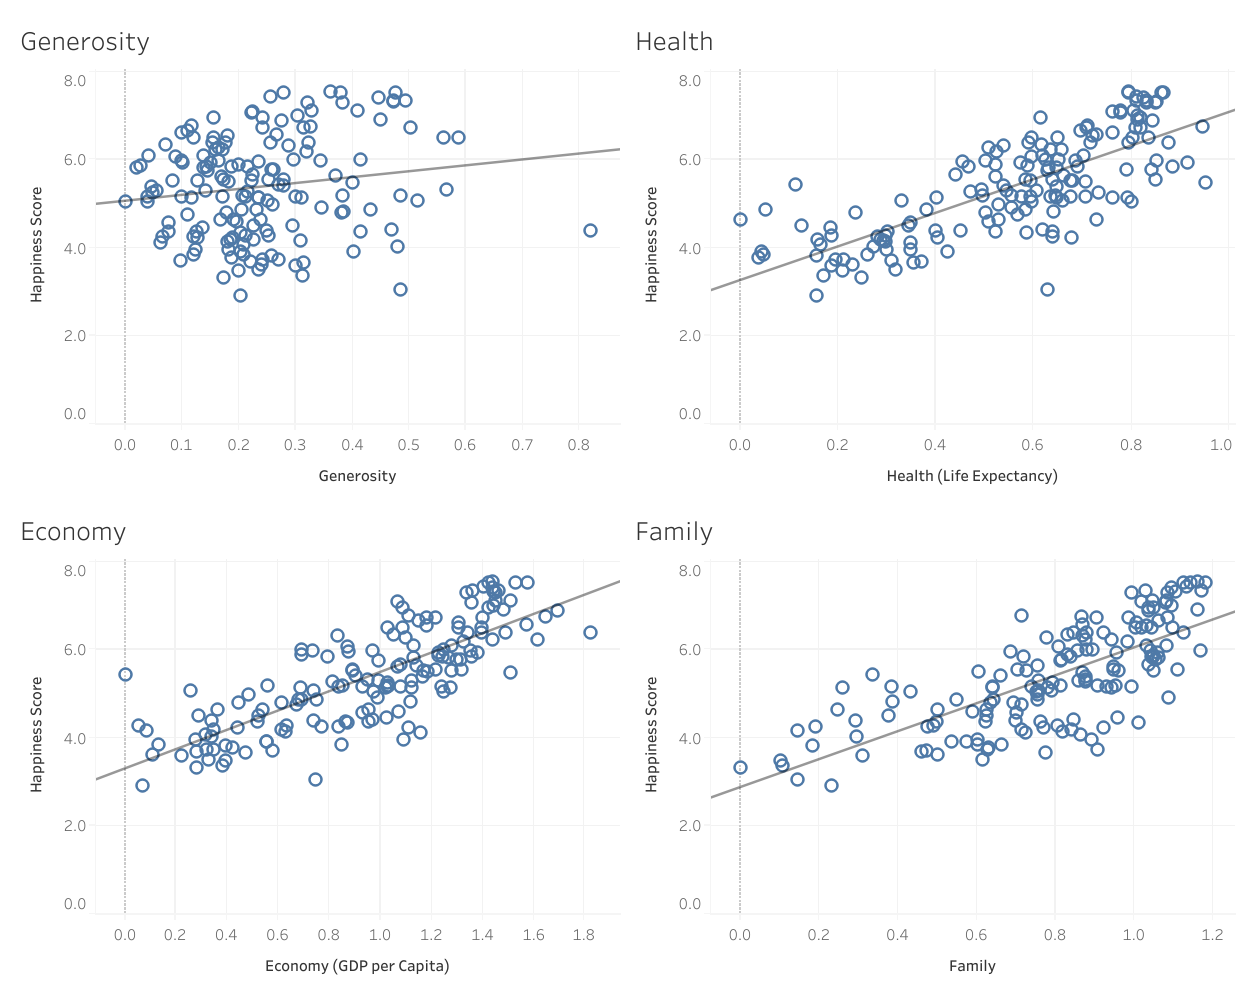 Generosity
Health
8.0
6.0
4.0
2.0
0.0
Happiness Score
0.0 0.1 0.2 0.3 0.4 0.5 0.6 0.7 0.8
Generosity
8.0
6.0
4.0
2.0
0.0
Happiness Score
0.0 0.2 0.4 0.6 0.8 1.0
Health (Life Expectancy)
Economy
Family
8.0
6.0
4.0
2.0
0.0
Happiness Score
0.0 0.2 0.4 0.6 0.8 1.0 1.2 1.4 1.6 1.8
Economy (GDP per Capita)
8.0
6.0
4.0
2.0
0.0
Happiness Score
0.0 0.2 0.4 0.6 0.8 1.0 1.2
Family